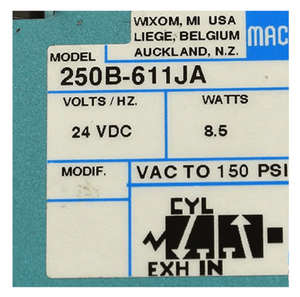 WIXOM, MI USA
LIEGE, BELGIUM
AUCKLAND, N.Z.
MAC
MODEL
250B-611JA
VOLTS / HZ.
WATTS
24 VDC
8.5
MODIF.
VAC TO 150 PSI
CYL
EXH IN